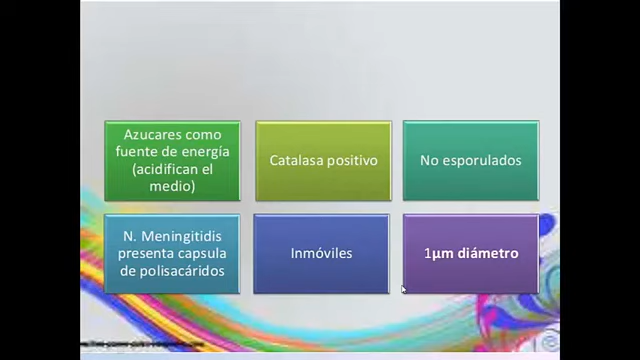 Azucares como
fuente de energía
(acidifican el
medio)
Catalasa positivo
No esporulados
N. Meningitidis
presenta capsula
de polisacáridos
Inmóviles
1µm diámetro